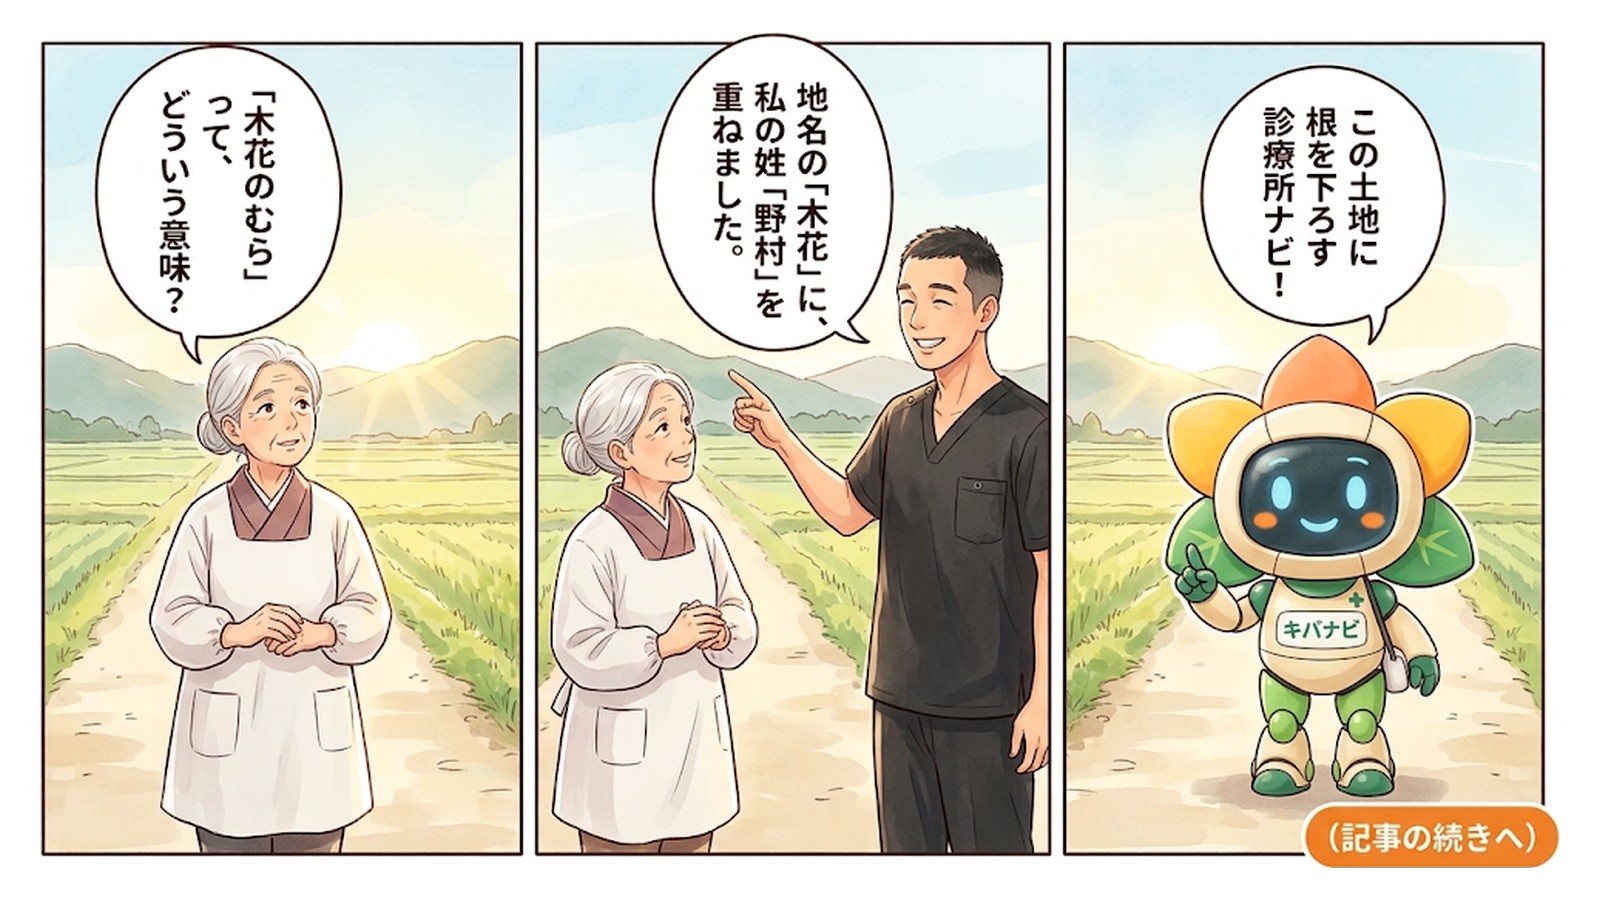 「木花のむら」
って、
どういう意味？
地名の「木花」に、
私の姓「野村」を
重ねました。
この土地に
根を下ろす
診療所ナビ！
キバナビ
（記事の続きへ）